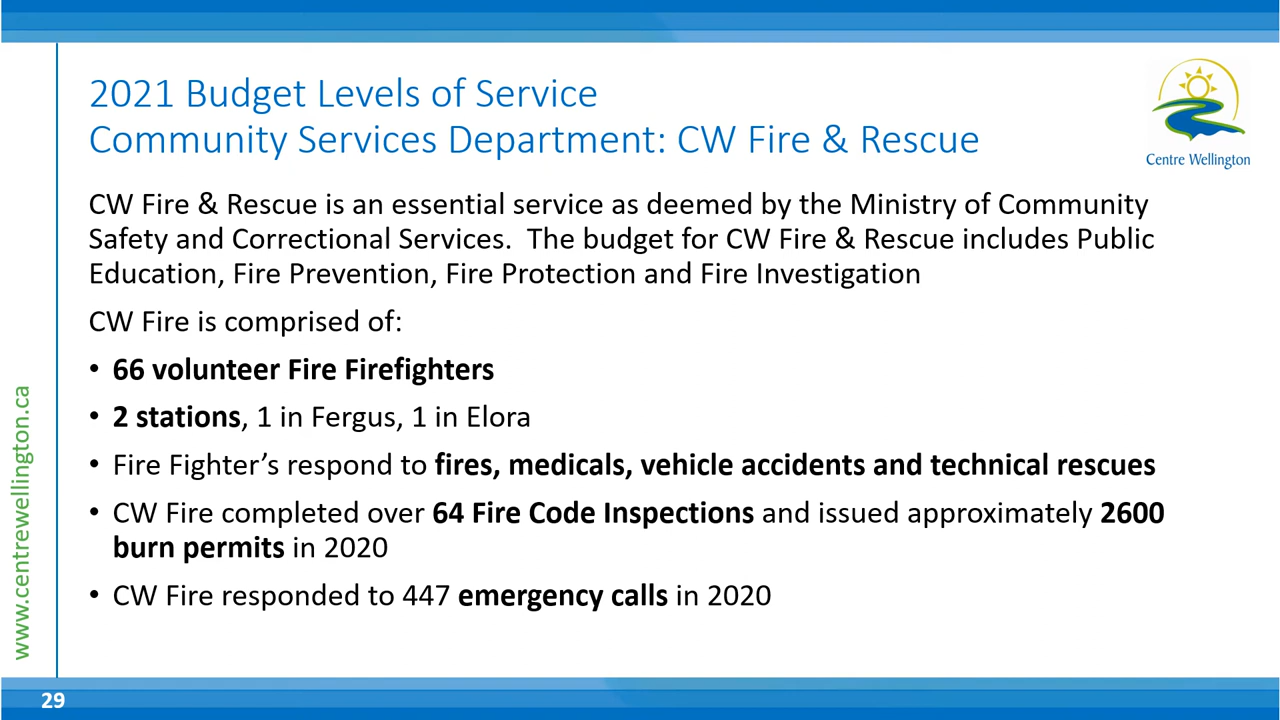 2021 Budget Levels of Service
Community Services Department: CW Fire & Rescue
Centre Wellington
CW Fire & Rescue is an essential service as deemed by the Ministry of Community
Safety and Correctional Services.  The budget for CW Fire & Rescue includes Public
Education, Fire Prevention, Fire Protection and Fire Investigation
CW Fire is comprised of:
• 66 volunteer Fire Firefighters
• 2 stations, 1 in Fergus, 1 in Elora
• Fire Fighter’s respond to fires, medicals, vehicle accidents and technical rescues
• CW Fire completed over 64 Fire Code Inspections and issued approximately 2600
burn permits in 2020
• CW Fire responded to 447 emergency calls in 2020
www.centrewellington.ca
29